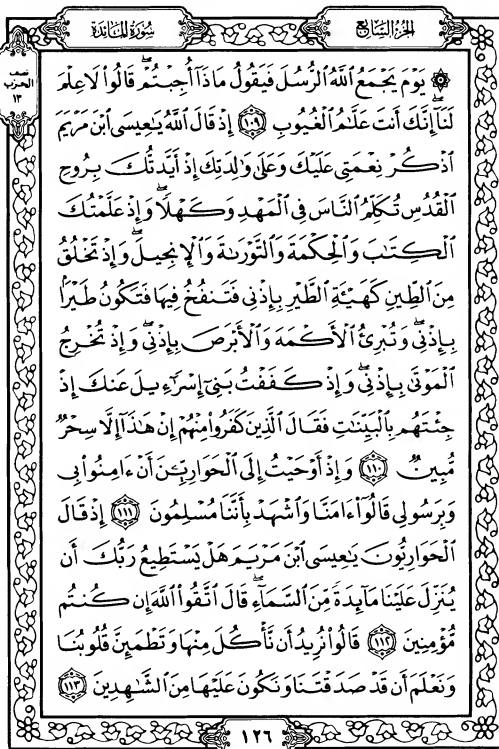 الجزء السابع
سورة المائدة
نصف
الحزب
١٣
۞ يَوْمَ يَجْمَعُ ٱللَّهُ ٱلرُّسُلَ فَيَقُولُ مَاذَآ أُجِبْتُمْ ۖ قَالُوا۟ لَا عِلْمَ
لَنَآ ۖ إِنَّكَ أَنتَ عَلَّٰمُ ٱلْغُيُوبِ ١٠٩ إِذْ قَالَ ٱللَّهُ يَٰعِيسَى ٱبْنَ مَرْيَمَ
ٱذْكُرْ نِعْمَتِى عَلَيْكَ وَعَلَىٰ وَٰلِدَتِكَ إِذْ أَيَّدتُّكَ بِرُوحِ
ٱلْقُدُسِ تُكَلِّمُ ٱلنَّاسَ فِى ٱلْمَهْدِ وَكَهْلًا ۖ وَإِذْ عَلَّمْتُكَ
ٱلْكِتَٰبَ وَٱلْحِكْمَةَ وَٱلتَّوْرَىٰةَ وَٱلْإِنجِيلَ ۖ وَإِذْ تَخْلُقُ
مِنَ ٱلطِّينِ كَهَيْـَٔةِ ٱلطَّيْرِ بِإِذْنِى فَتَنفُخُ فِيهَا فَتَكُونُ طَيْرًۢا
بِإِذْنِى ۖ وَتُبْرِئُ ٱلْأَكْمَهَ وَٱلْأَبْرَصَ بِإِذْنِى ۖ وَإِذْ تُخْرِجُ
ٱلْمَوْتَىٰ بِإِذْنِى ۖ وَإِذْ كَفَفْتُ بَنِىٓ إِسْرَٰٓءِيلَ عَنكَ إِذْ
جِئْتَهُم بِٱلْبَيِّنَٰتِ فَقَالَ ٱلَّذِينَ كَفَرُوا۟ مِنْهُمْ إِنْ هَٰذَآ إِلَّا سِحْرٌ
مُّبِينٌ ١١٠ وَإِذْ أَوْحَيْتُ إِلَى ٱلْحَوَارِيِّـۧنَ أَنْ ءَامِنُوا۟ بِى
وَبِرَسُولِى قَالُوٓا۟ ءَامَنَّا وَٱشْهَدْ بِأَنَّنَا مُسْلِمُونَ ١١١ إِذْ قَالَ
ٱلْحَوَارِيُّونَ يَٰعِيسَى ٱبْنَ مَرْيَمَ هَلْ يَسْتَطِيعُ رَبُّكَ أَن
يُنَزِّلَ عَلَيْنَا مَآئِدَةً مِّنَ ٱلسَّمَآءِ ۖ قَالَ ٱتَّقُوا۟ ٱللَّهَ إِن كُنتُم
مُّؤْمِنِينَ ١١٢ قَالُوا۟ نُرِيدُ أَن نَّأْكُلَ مِنْهَا وَتَطْمَئِنَّ قُلُوبُنَا
وَنَعْلَمَ أَن قَدْ صَدَقْتَنَا وَنَكُونَ عَلَيْهَا مِنَ ٱلشَّٰهِدِينَ ١١٣
١٢٦